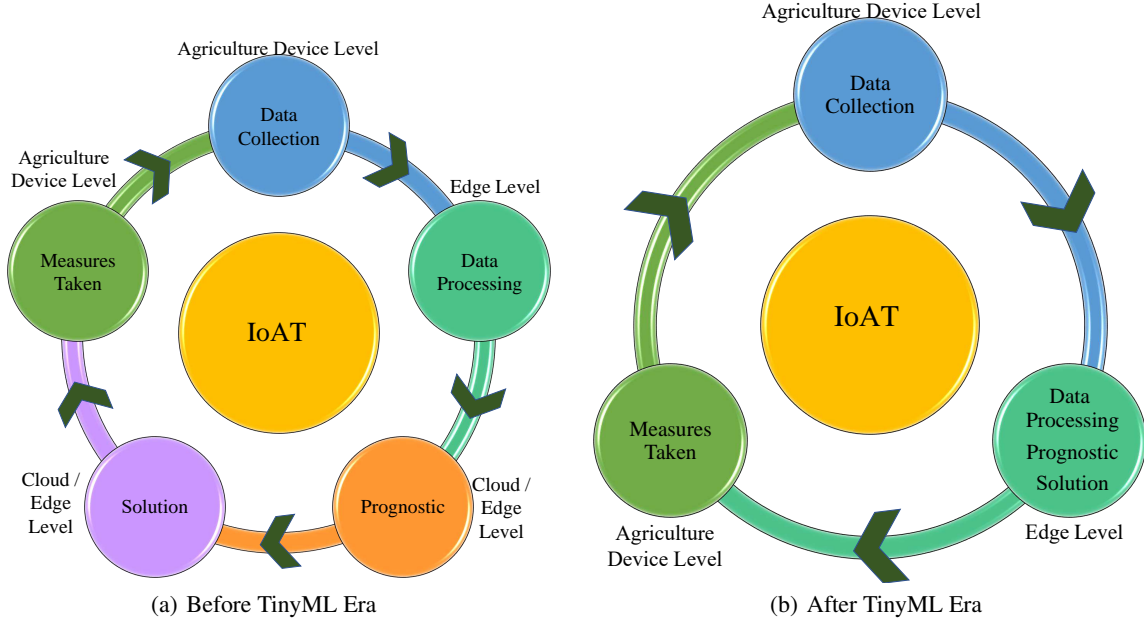 Agriculture Device Level
Data
Collection
Agriculture
Device Level
Edge Level
Measures
Taken
Data
Processing
IoAT
Cloud /
Edge
Level
Solution
Prognostic
Cloud /
Edge
Level
(a) Before TinyML Era
Agriculture Device Level
Data
Collection
IoAT
Measures
Taken
Data
Processing
Prognostic
Solution
Agriculture
Device Level
Edge Level
(b) After TinyML Era